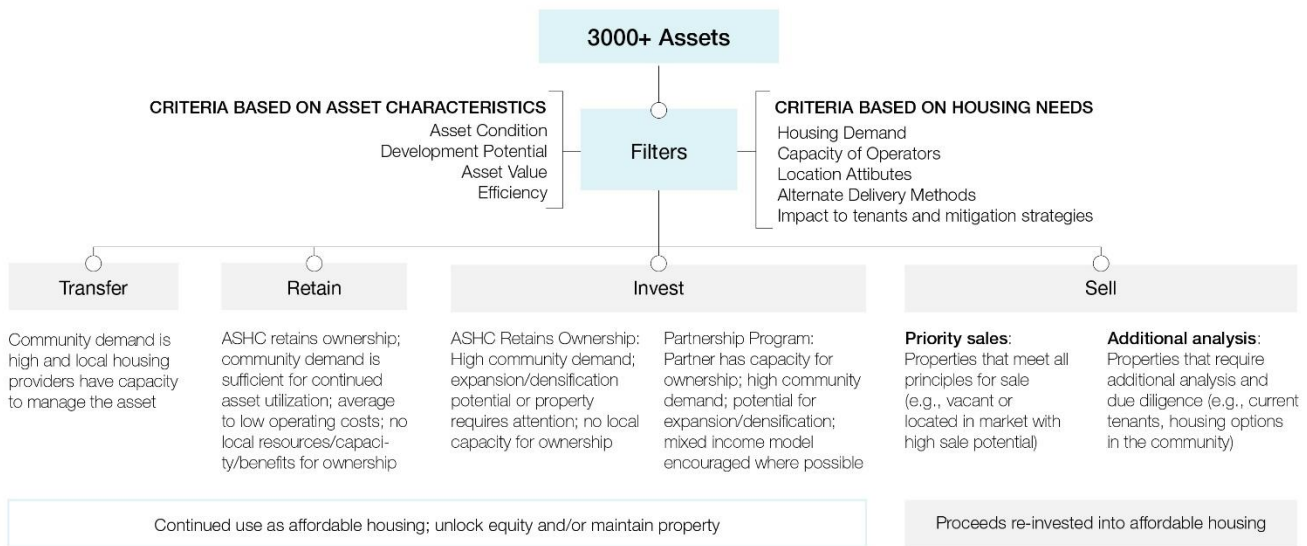 3000+ Assets
CRITERIA BASED ON ASSET CHARACTERISTICS
Asset Condition
Development Potential
Asset Value
Efficiency
Filters
CRITERIA BASED ON HOUSING NEEDS
Housing Demand
Capacity of Operators
Location Attibutes
Alternate Delivery Methods
Impact to tenants and mitigation strategies
Transfer
Community demand is
high and local housing
providers have capacity
to manage the asset
Retain
ASHC retains ownership;
community demand is
sufficient for continued
asset utilization; average
to low operating costs; no
local resources/capaci-
ty/benefits for ownership
Invest
ASHC Retains Ownership:
High community demand;
expansion/densification
potential or property
requires attention; no local
capacity for ownership
Partnership Program:
Partner has capacity for
ownership; high community
demand; potential for
expansion/densification;
mixed income model
encouraged where possible
Sell
Priority sales:
Properties that meet all
principles for sale
(e.g., vacant or
located in market with
high sale potential)
Additional analysis:
Properties that require
additional analysis and
due diligence (e.g., current
tenants, housing options
in the community)
Continued use as affordable housing; unlock equity and/or maintain property
Proceeds re-invested into affordable housing